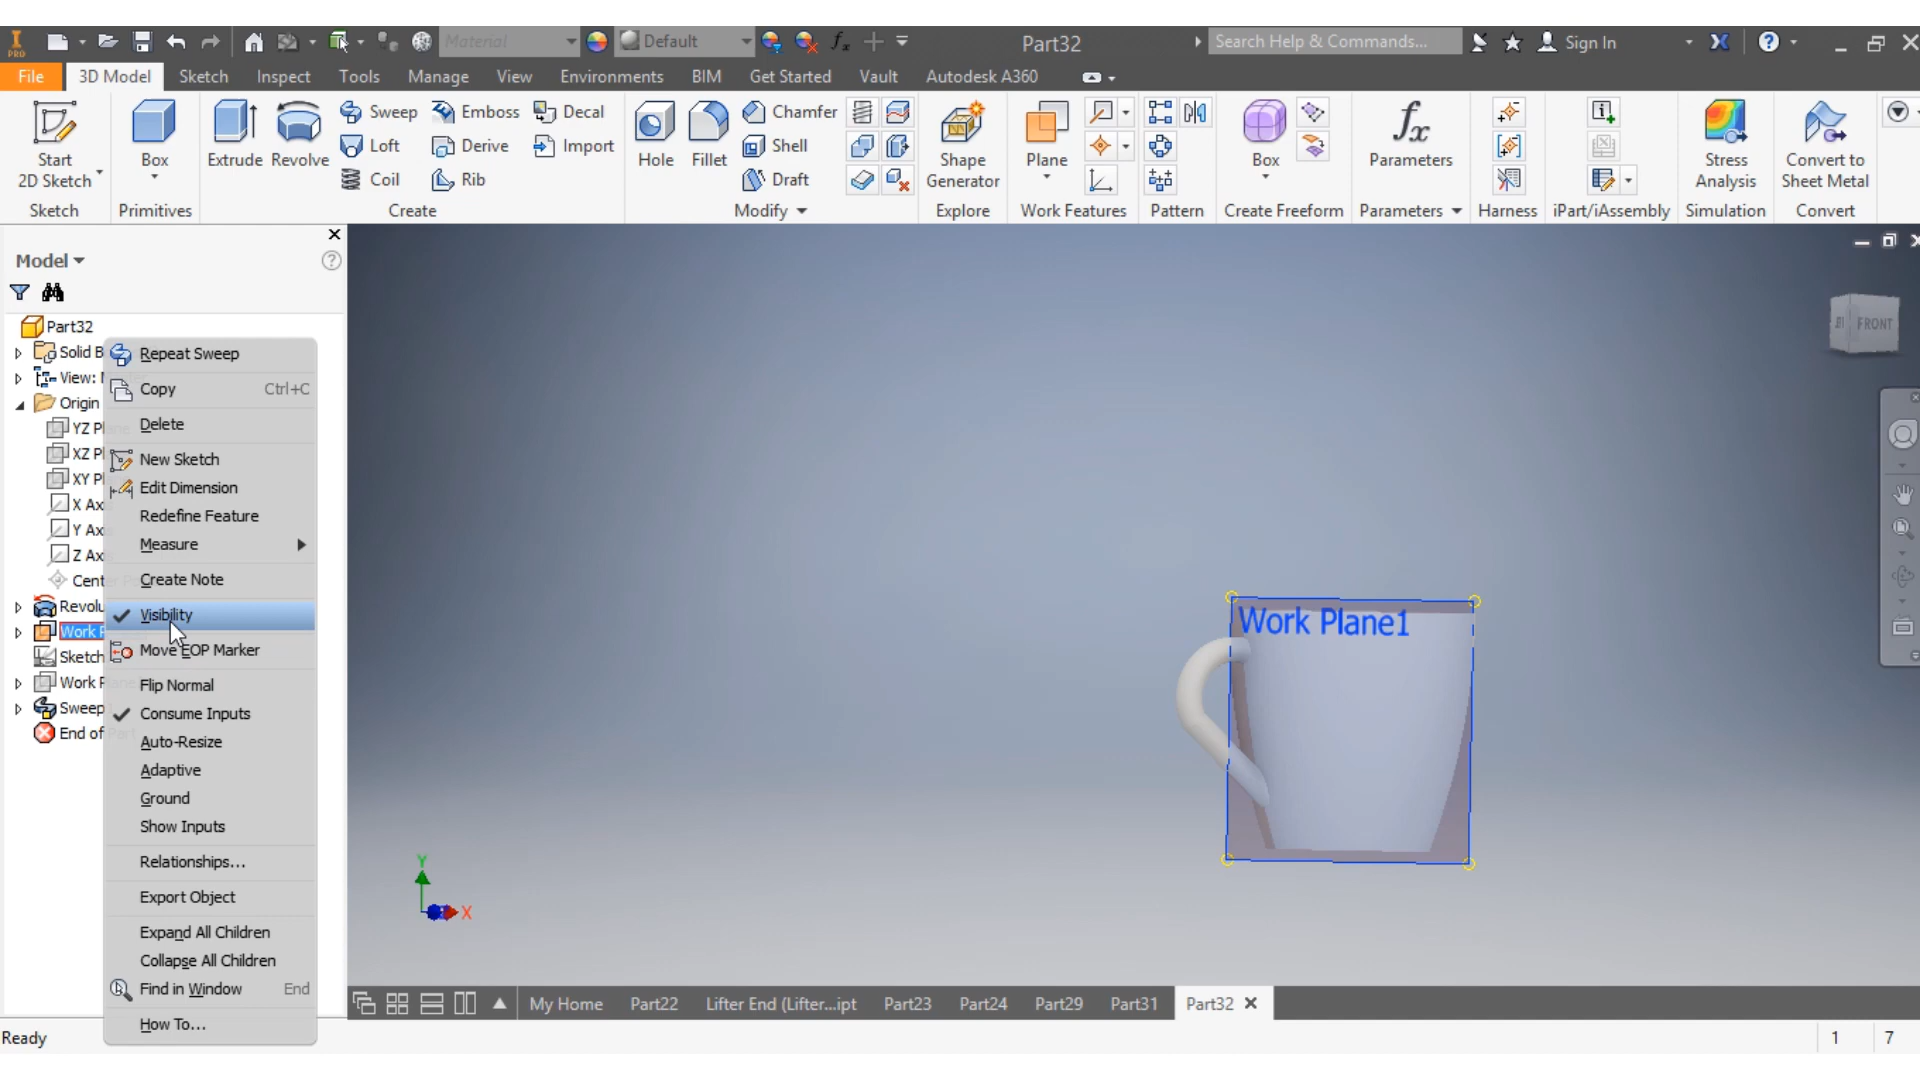 PRO
Material
Default
Part32
Search Help & Commands...
Sign In
File
3D Model
Sketch
Inspect
Tools
Manage
View
Environments
BIM
Get Started
Vault
Autodesk A360
Start
2D Sketch
Box
Extrude
Revolve
Sweep
Emboss
Decal
Loft
Derive
Import
Coil
Rib
Hole
Fillet
Chamfer
Shell
Draft
Shape
Generator
Plane
Box
fx
Parameters
Stress
Analysis
Convert to
Sheet Metal
Sketch
Primitives
Create
Modify
Explore
Work Features
Pattern
Create Freeform
Parameters
Harness
iPart/iAssembly
Simulation
Convert
Model
Part32
Solid B
View:
Origin
YZ P
XZ P
XY P
X Ax
Y Ax
Z Ax
Cent
Revolu
Work P
Sketch
Work P
Sweep
End of
Repeat Sweep
Copy Ctrl+C
Delete
New Sketch
Edit Dimension
Redefine Feature
Measure
Create Note
Visibility
Move EOP Marker
Flip Normal
Consume Inputs
Auto-Resize
Adaptive
Ground
Show Inputs
Relationships...
Export Object
Expand All Children
Collapse All Children
Find in Window End
How To...
FRONT
Work Plane1
Y
X
My Home
Part22
Lifter End (Lifter...ipt
Part23
Part24
Part29
Part31
Part32
Ready
1
7